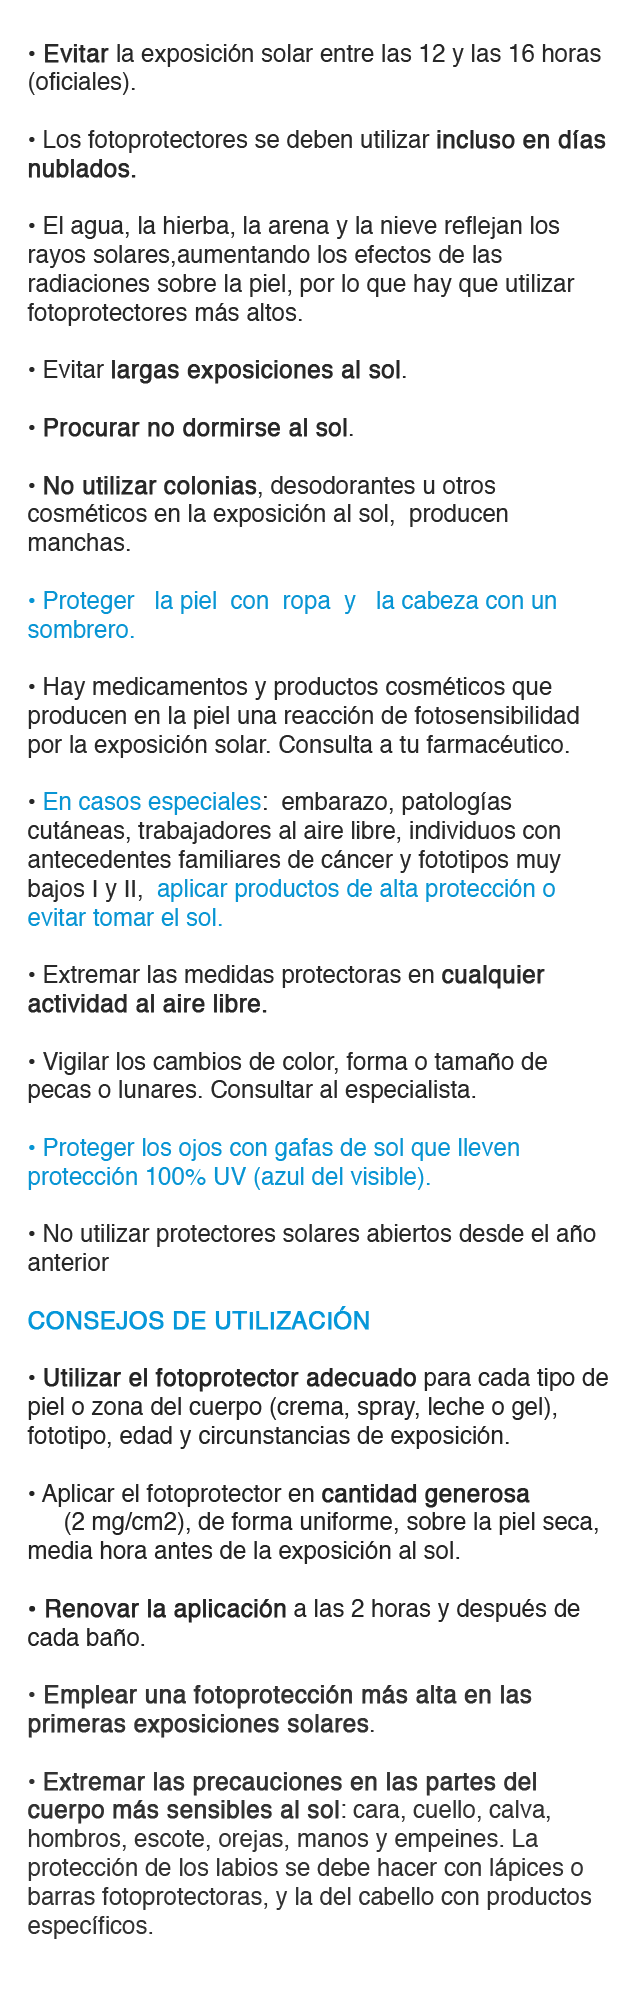 • Evitar la exposición solar entre las 12 y las 16 horas
(oficiales).
• Los fotoprotectores se deben utilizar incluso en días
nublados.
• El agua, la hierba, la arena y la nieve reflejan los
rayos solares,aumentando los efectos de las
radiaciones sobre la piel, por lo que hay que utilizar
fotoprotectores más altos.
• Evitar largas exposiciones al sol.
• Procurar no dormirse al sol.
• No utilizar colonias, desodorantes u otros
cosméticos en la exposición al sol,  producen
manchas.
• Proteger   la piel  con  ropa  y   la cabeza con un
sombrero.
• Hay medicamentos y productos cosméticos que
producen en la piel una reacción de fotosensibilidad
por la exposición solar. Consulta a tu farmacéutico.
• En casos especiales:  embarazo, patologías
cutáneas, trabajadores al aire libre, individuos con
antecedentes familiares de cáncer y fototipos muy
bajos I y II,  aplicar productos de alta protección o
evitar tomar el sol.
• Extremar las medidas protectoras en cualquier
actividad al aire libre.
• Vigilar los cambios de color, forma o tamaño de
pecas o lunares. Consultar al especialista.
• Proteger los ojos con gafas de sol que lleven
protección 100% UV (azul del visible).
• No utilizar protectores solares abiertos desde el año
anterior
CONSEJOS DE UTILIZACIÓN
• Utilizar el fotoprotector adecuado para cada tipo de
piel o zona del cuerpo (crema, spray, leche o gel),
fototipo, edad y circunstancias de exposición.
• Aplicar el fotoprotector en cantidad generosa
(2 mg/cm2), de forma uniforme, sobre la piel seca,
media hora antes de la exposición al sol.
• Renovar la aplicación a las 2 horas y después de
cada baño.
• Emplear una fotoprotección más alta en las
primeras exposiciones solares.
• Extremar las precauciones en las partes del
cuerpo más sensibles al sol: cara, cuello, calva,
hombros, escote, orejas, manos y empeines. La
protección de los labios se debe hacer con lápices o
barras fotoprotectoras, y la del cabello con productos
específicos.